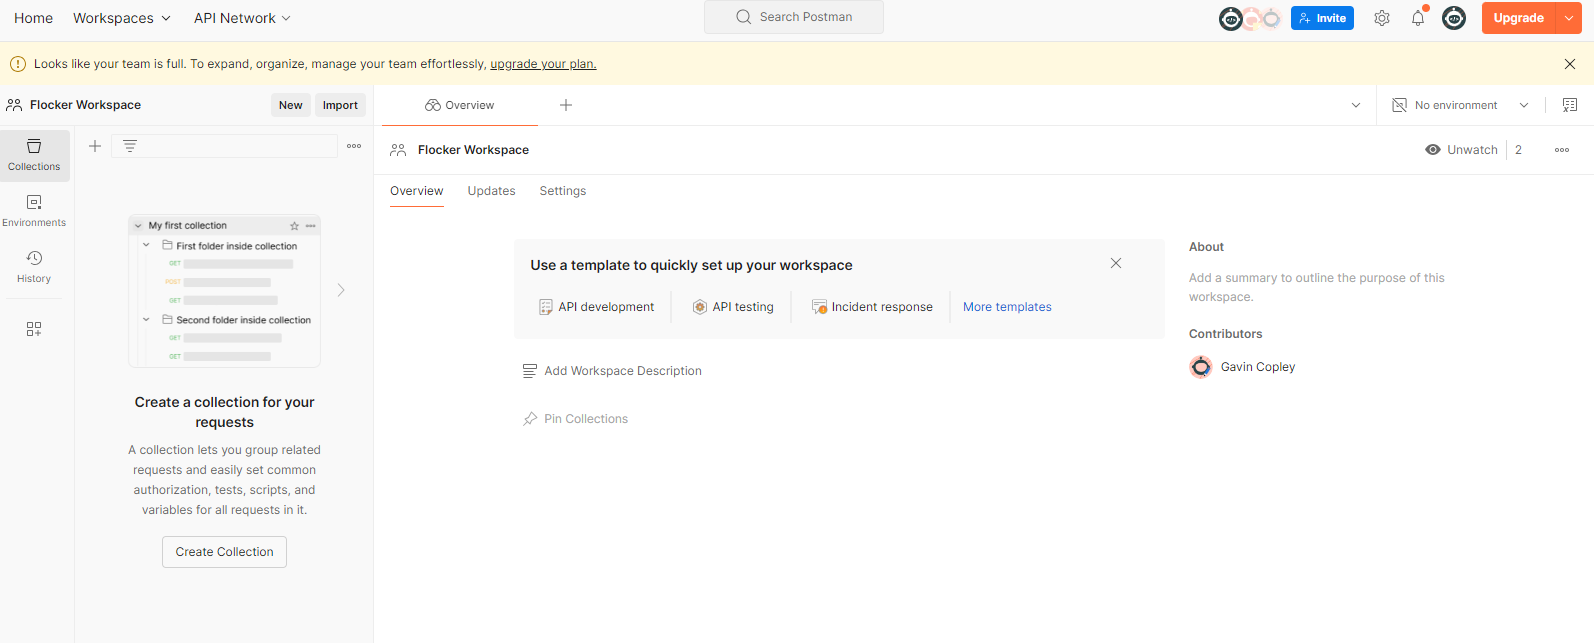 Home Workspaces API Network Search Postman Invite Upgrade
Looks like your team is full. To expand, organize, manage your team effortlessly, upgrade your plan.
Flocker Workspace New Import Overview No environment
Collections
Environments
History
My first collection
First folder inside collection
GET
POST
GET
Second folder inside collection
GET
GET
Create a collection for your
requests
A collection lets you group related
requests and easily set common
authorization, tests, scripts, and
variables for all requests in it.
Create Collection
Flocker Workspace Unwatch 2
Overview Updates Settings
Use a template to quickly set up your workspace
API development API testing Incident response More templates
Add Workspace Description
Pin Collections
About
Add a summary to outline the purpose of this
workspace.
Contributors
Gavin Copley